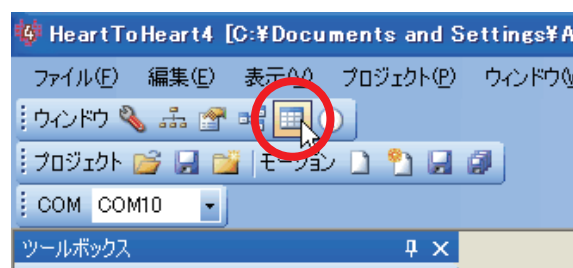 HeartToHeart4 [C:¥Documents and Settings¥A
ファイル(F) 編集(E) 表示(V) プロジェクト(P) ウィンドウ(W
ウィンドウ
プロジェクト モーション
COM COM10
ツールボックス